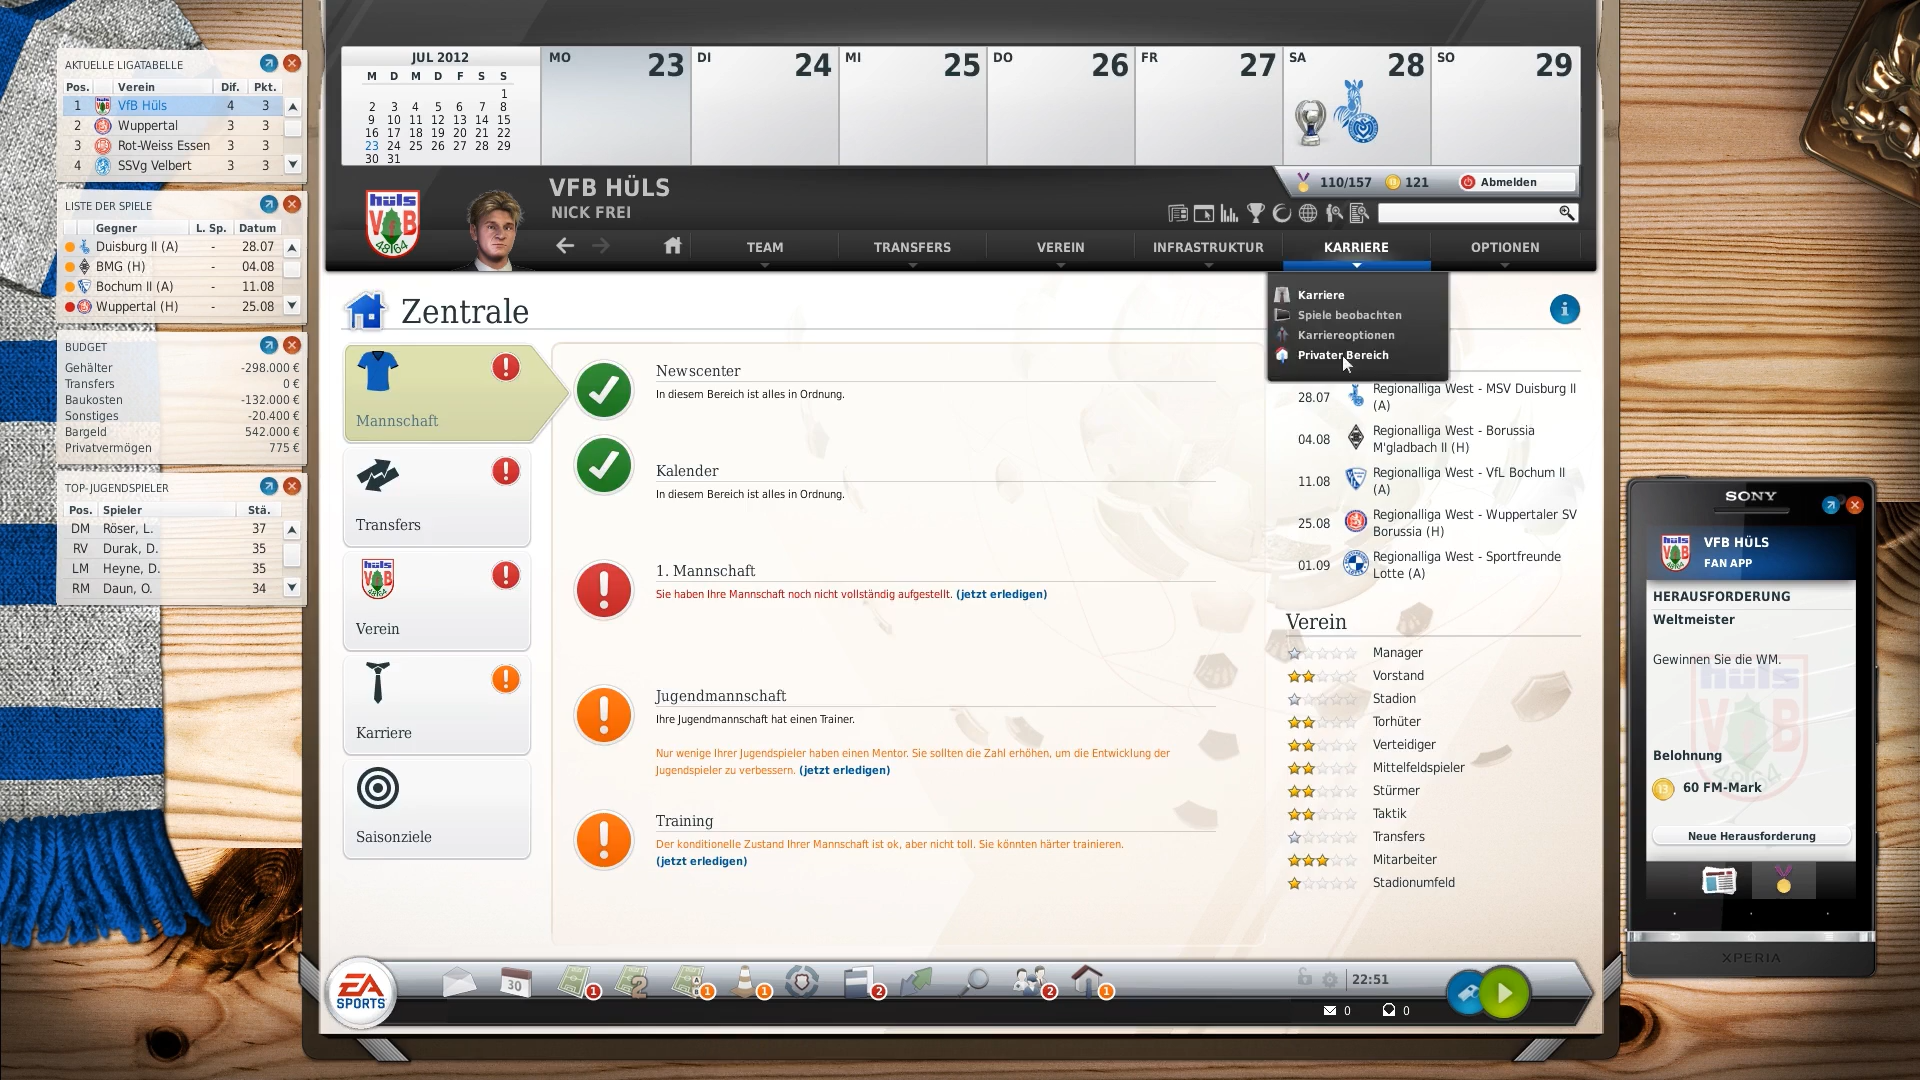 AKTUELLE LIGATABELLE
Pos. Verein Dif. Pkt.
1 VfB Hüls 4 3
2 Wuppertal 3 3
3 Rot-Weiss Essen 3 3
4 SSVg Velbert 3 3
LISTE DER SPIELE
Gegner L. Sp. Datum
Duisburg II (A) - 28.07
BMG (H) - 04.08
Bochum II (A) - 11.08
Wuppertal (H) - 25.08
BUDGET
Gehälter -298.000 €
Transfers 0 €
Baukosten -132.000 €
Sonstiges -20.400 €
Bargeld 542.000 €
Privatvermögen 775 €
TOP-JUGENDSPIELER
Pos. Spieler Stä.
DM Röser, L. 37
RV Durak, D. 35
LM Heyne, D. 35
RM Daun, O. 34
JUL 2012
M D M D F S S
1
2 3 4 5 6 7 8
9 10 11 12 13 14 15
16 17 18 19 20 21 22
23 24 25 26 27 28 29
30 31
MO 23
DI 24
MI 25
DO 26
FR 27
SA 28
SO 29
hüls
VfB
48/64
VFB HÜLS
NICK FREI
110/157 121 Abmelden
TEAM TRANSFERS VEREIN INFRASTRUKTUR KARRIERE OPTIONEN
Karriere
Spiele beobachten
Karriereoptionen
Privater Bereich
Zentrale
Mannschaft
Transfers
Verein
Karriere
Saisonziele
Newscenter
In diesem Bereich ist alles in Ordnung.
Kalender
In diesem Bereich ist alles in Ordnung.
1. Mannschaft
Sie haben Ihre Mannschaft noch nicht vollständig aufgestellt. (jetzt erledigen)
Jugendmannschaft
Ihre Jugendmannschaft hat einen Trainer.
Nur wenige Ihrer Jugendspieler haben einen Mentor. Sie sollten die Zahl erhöhen, um die Entwicklung der
Jugendspieler zu verbessern. (jetzt erledigen)
Training
Der konditionelle Zustand Ihrer Mannschaft ist ok, aber nicht toll. Sie könnten härter trainieren.
(jetzt erledigen)
28.07 Regionalliga West - MSV Duisburg II
(A)
04.08 Regionalliga West - Borussia
M'gladbach II (H)
11.08 Regionalliga West - VfL Bochum II
(A)
25.08 Regionalliga West - Wuppertaler SV
Borussia (H)
01.09 Regionalliga West - Sportfreunde
Lotte (A)
Verein
Manager
Vorstand
Stadion
Torhüter
Verteidiger
Mittelfeldspieler
Stürmer
Taktik
Transfers
Mitarbeiter
Stadionumfeld
SONY
VFB HÜLS
FAN APP
HERAUSFORDERUNG
Weltmeister
Gewinnen Sie die WM.
Belohnung
13 60 FM-Mark
Neue Herausforderung
XPERIA
EA
SPORTS
30 1 2 1 1 2 2 1
22:51
0 0